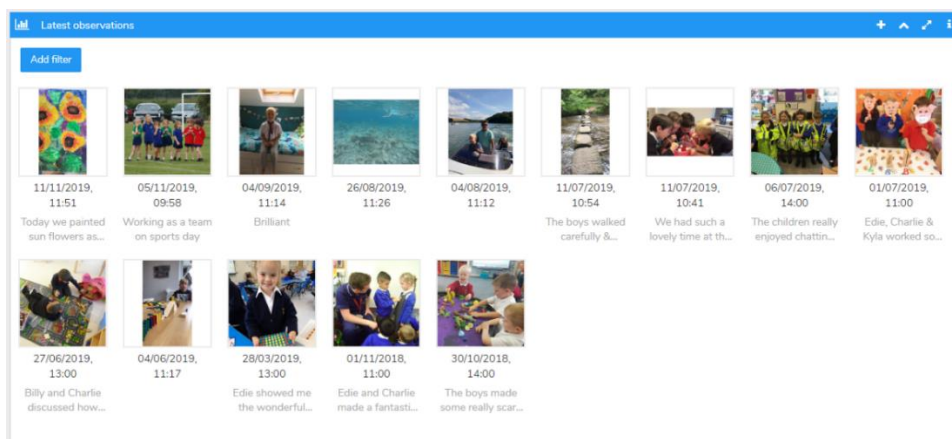 Latest observations
Add filter
11/11/2019,
11:51
Today we painted
sun flowers as...
05/11/2019,
09:58
Working as a team
on sports day
04/09/2019,
11:14
Brilliant
26/08/2019,
11:26
04/08/2019,
11:12
11/07/2019,
10:54
The boys walked
carefully &...
11/07/2019,
10:41
We had such a
lovely time at th...
06/07/2019,
14:00
The children really
enjoyed chattin...
01/07/2019,
11:00
Edie, Charlie &
Kyla worked so...
27/06/2019,
13:00
Billy and Charlie
discussed how...
04/06/2019,
11:17
28/03/2019,
13:00
Edie showed me
the wonderful...
01/11/2018,
11:00
Edie and Charlie
made a fantasti...
30/10/2018,
14:00
The boys made
some really scar...